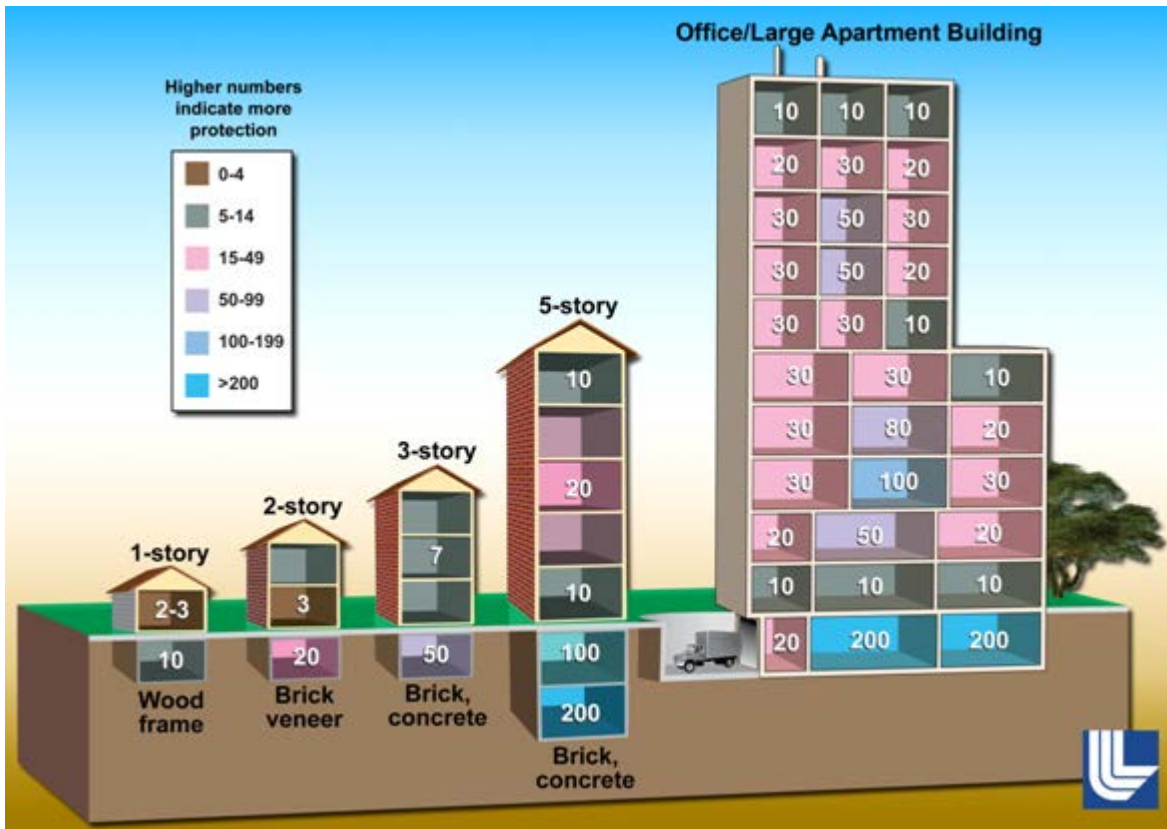 Office/Large Apartment Building
Higher numbers
indicate more
protection
0-4
5-14
15-49
50-99
100-199
>200
10 10 10
20 30 20
30 50 30
30 50 20
30 30 10
30 30 10
30 80 20
30 100 30
20 50 20
10 10 10
20 200 200
5-story
10
20
10
100
200
Brick,
concrete
3-story
7
50
Brick,
concrete
2-story
3
20
Brick
veneer
1-story
2-3
10
Wood
frame